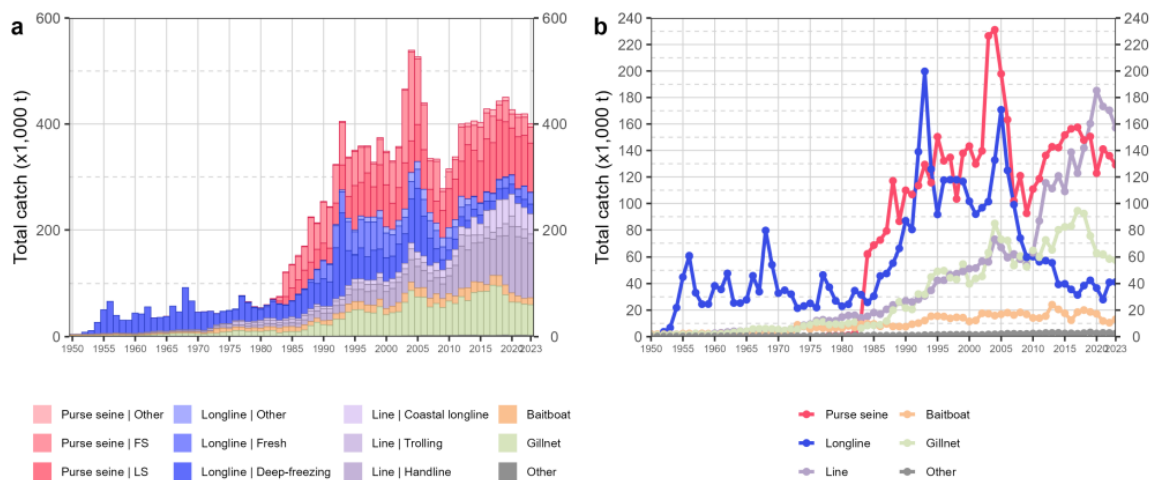 a
b
Total catch (x1,000 t)
600
400
200
0
600
400
200
0
1950 1955 1960 1965 1970 1975 1980 1985 1990 1995 2000 2005 2010 2015 2020 2023
Total catch (x1,000 t)
240
220
200
180
160
140
120
100
80
60
40
20
0
240
220
200
180
160
140
120
100
80
60
40
20
0
1950 1955 1960 1965 1970 1975 1980 1985 1990 1995 2000 2005 2010 2015 2020 2023
Purse seine | Other
Purse seine | FS
Purse seine | LS
Longline | Other
Longline | Fresh
Longline | Deep-freezing
Line | Coastal longline
Line | Trolling
Line | Handline
Baitboat
Gillnet
Other
Purse seine
Longline
Line
Baitboat
Gillnet
Other